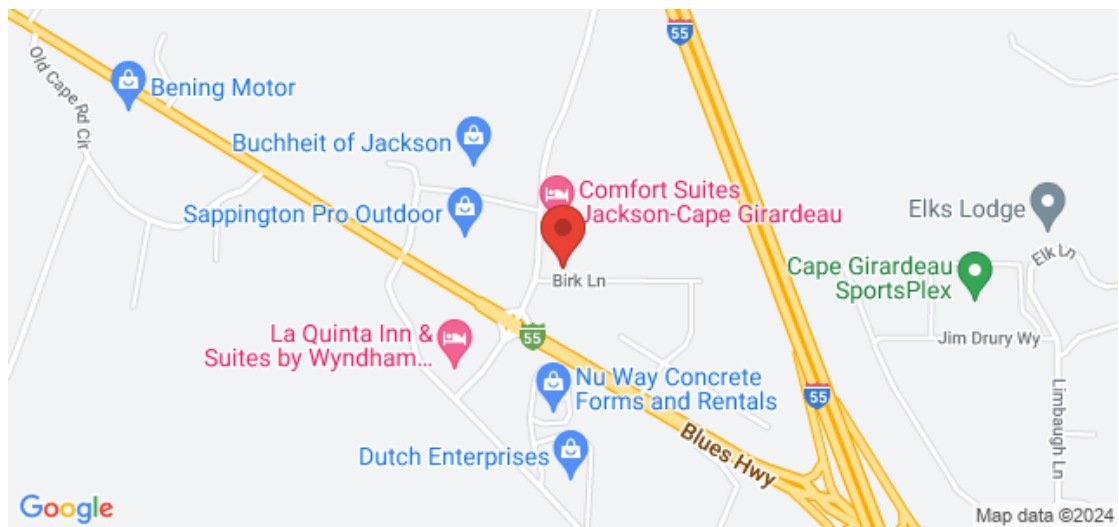 55
Old Cape Rd Cir
Bening Motor
Buchheit of Jackson
Comfort Suites
Jackson-Cape Girardeau
Sappington Pro Outdoor
Elks Lodge
Elk Ln
Birk Ln
Cape Girardeau
SportsPlex
La Quinta Inn &
Suites by Wyndham...
55
Jim Drury Wy
Nu Way Concrete
Forms and Rentals
55
Limbaugh Ln
Blues Hwy
Dutch Enterprises
Google
Map data ©2024